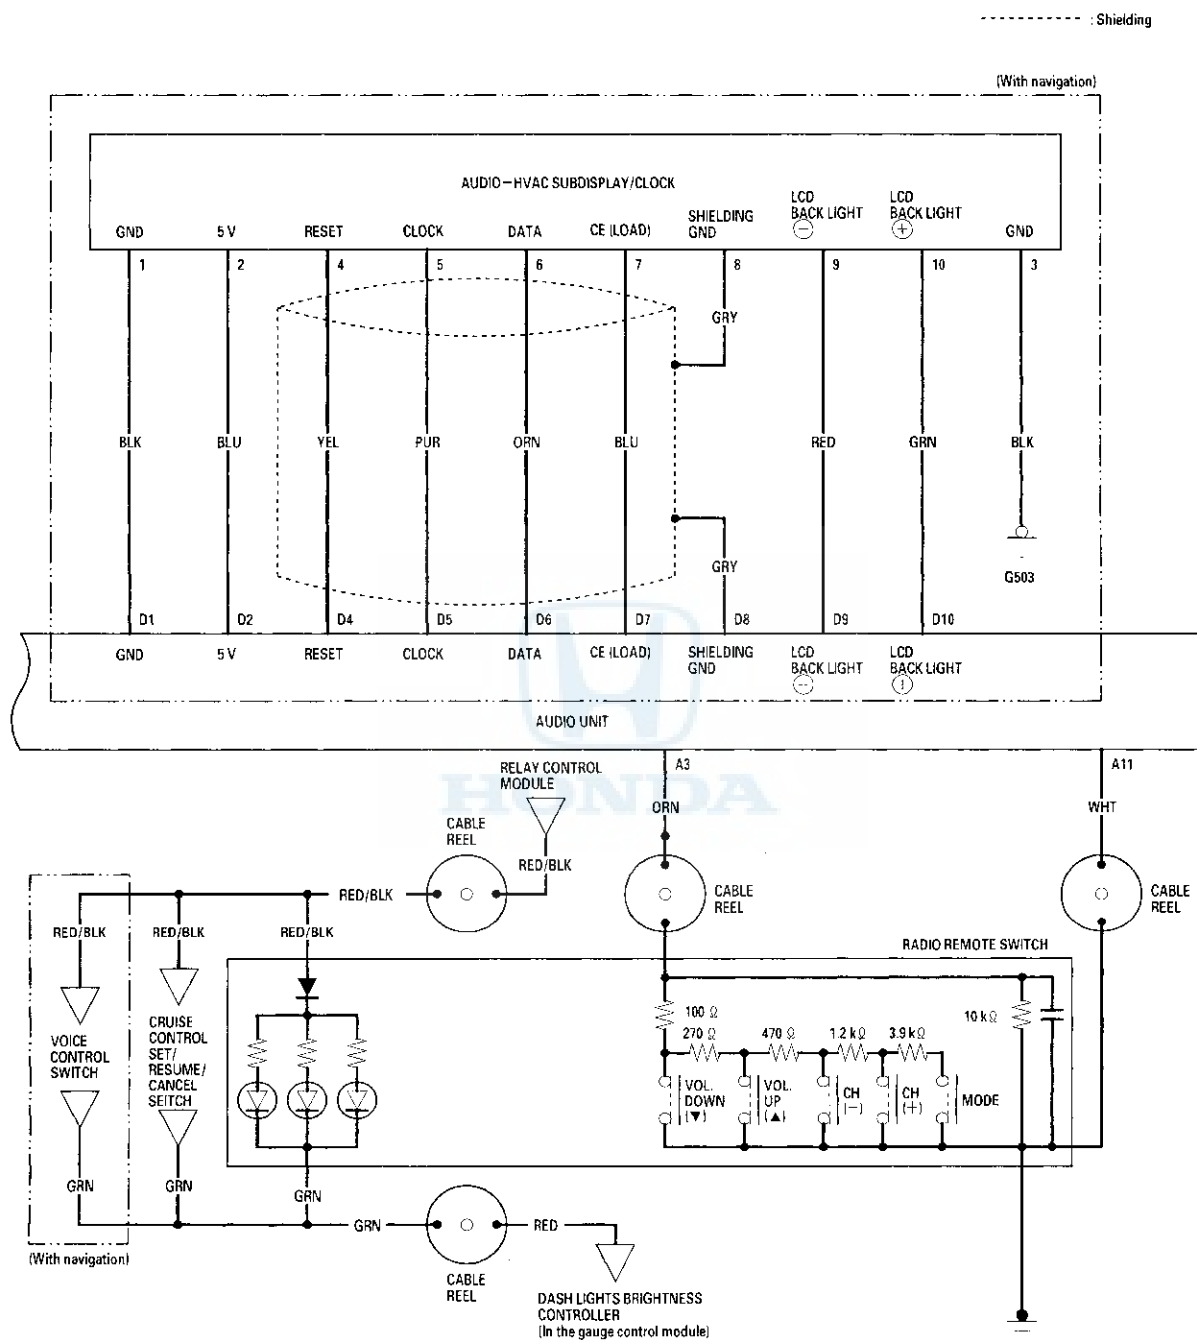 : Shielding
(With navigation)
AUDIO-HVAC SUBDISPLAY/CLOCK
GND
5 V
RESET
CLOCK
DATA
CE (LOAD)
SHIELDING
GND
LCD
BACK LIGHT
−
LCD
BACK LIGHT
+
GND
1
2
4
5
6
7
8
9
10
3
GRY
BLK
BLU
YEL
PUR
ORN
BLU
RED
GRN
BLK
GRY
G503
D1
D2
D4
D5
D6
D7
D8
D9
D10
GND
5 V
RESET
CLOCK
DATA
CE (LOAD)
SHIELDING
GND
LCD
BACK LIGHT
−
LCD
BACK LIGHT
AUDIO UNIT
HONDA
RELAY CONTROL
MODULE
A3
A11
ORN
WHT
CABLE
REEL
RED/BLK
RED/BLK
CABLE
REEL
CABLE
REEL
RED/BLK
RED/BLK
RED/BLK
RADIO REMOTE SWITCH
100 Ω
10 kΩ
270 Ω
470 Ω
1.2 kΩ
3.9 kΩ
VOICE
CONTROL
SWITCH
CRUISE
CONTROL
SET/
RESUME/
CANCEL
SEITCH
VOL.
DOWN
(▼)
VOL.
UP
(▲)
CH
(−)
CH
(+)
MODE
GRN
GRN
GRN
GRN
RED
(With navigation)
CABLE
REEL
DASH LIGHTS BRIGHTNESS
CONTROLLER
(In the gauge control module)